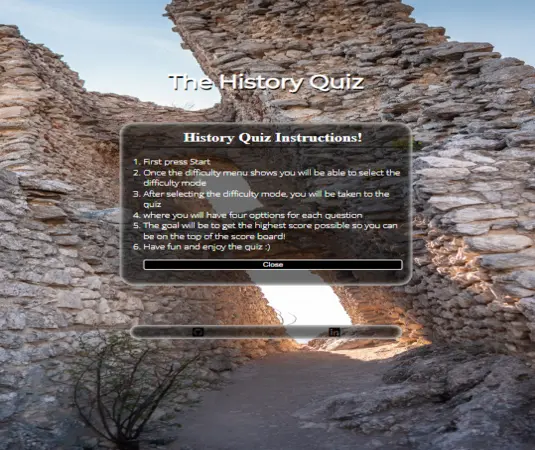 The History Quiz
History Quiz Instructions!
1. First press Start
2. Once the difficulty menu shows you will be able to select the
difficulty mode
3. After selecting the difficulty mode, you will be taken to the
quiz
4. where you will have four opttions for each question
5. The goal will be to get the highest score possible so you can
be on the top of the score board!
6. Have fun and enjoy the quiz :)
Close